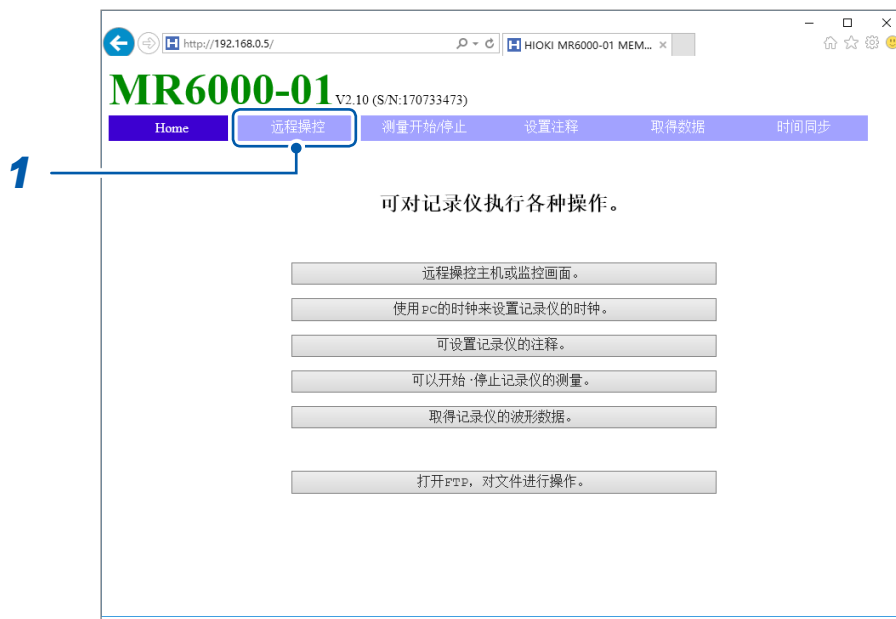 http://192.168.0.5/
HIOKI MR6000-01 MEM...
MR6000-01 V2.10 (S/N:170733473)
Home 远程操控 测量开始/停止 设置注释 取得数据 时间同步
1
可对记录仪执行各种操作。
远程操控主机或监控画面。
使用PC的时钟来设置记录仪的时钟。
可设置记录仪的注释。
可以开始·停止记录仪的测量。
取得记录仪的波形数据。
打开FTP，对文件进行操作。